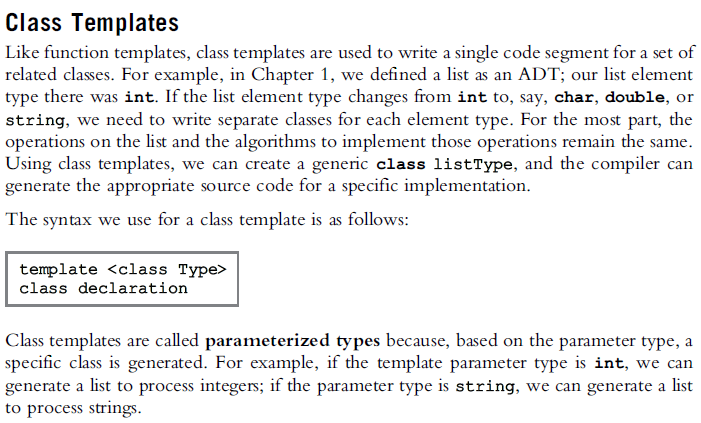 Class Templates
Like function templates, class templates are used to write a single code segment for a set of
related classes. For example, in Chapter 1, we defined a list as an ADT; our list element
type there was int. If the list element type changes from int to, say, char, double, or
string, we need to write separate classes for each element type. For the most part, the
operations on the list and the algorithms to implement those operations remain the same.
Using class templates, we can create a generic class listType, and the compiler can
generate the appropriate source code for a specific implementation.
The syntax we use for a class template is as follows:
template <class Type>
class declaration
Class templates are called parameterized types because, based on the parameter type, a
specific class is generated. For example, if the template parameter type is int, we can
generate a list to process integers; if the parameter type is string, we can generate a list
to process strings.